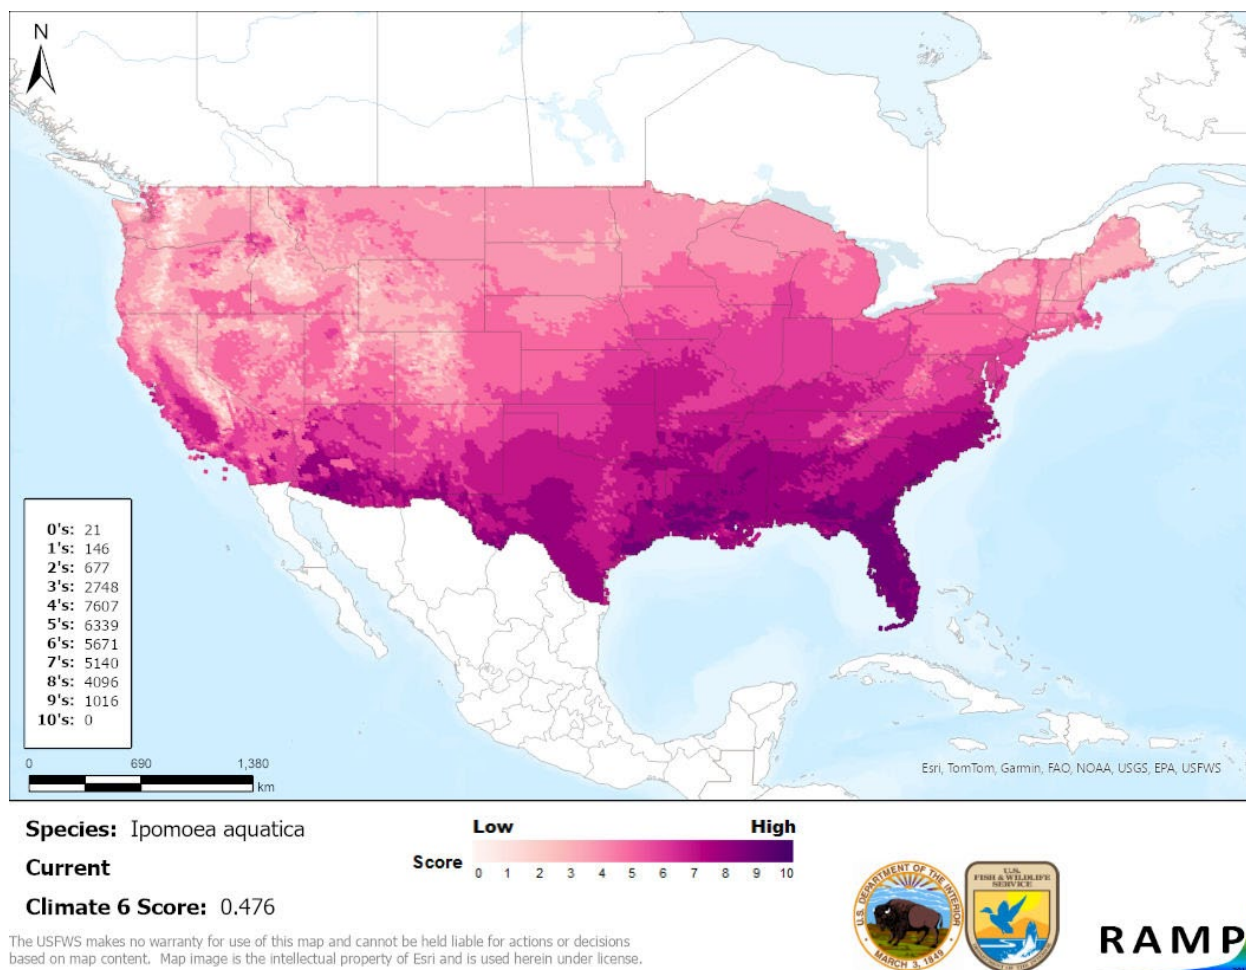 N
0's: 21
1's: 146
2's: 677
3's: 2748
4's: 7607
5's: 6339
6's: 5671
7's: 5140
8's: 4096
9's: 1016
10's: 0
0 690 1,380
km
Esri, TomTom, Garmin, FAO, NOAA, USGS, EPA, USFWS
Species: Ipomoea aquatica
Current
Climate 6 Score: 0.476
Low High
Score 0 1 2 3 4 5 6 7 8 9 10
The USFWS makes no warranty for use of this map and cannot be held liable for actions or decisions
based on map content. Map image is the intellectual property of Esri and is used herein under license.
U.S. DEPARTMENT OF THE INTERIOR
MARCH 3, 1849
U.S.
FISH & WILDLIFE
SERVICE
DEPARTMENT OF THE INTERIOR
RAMP